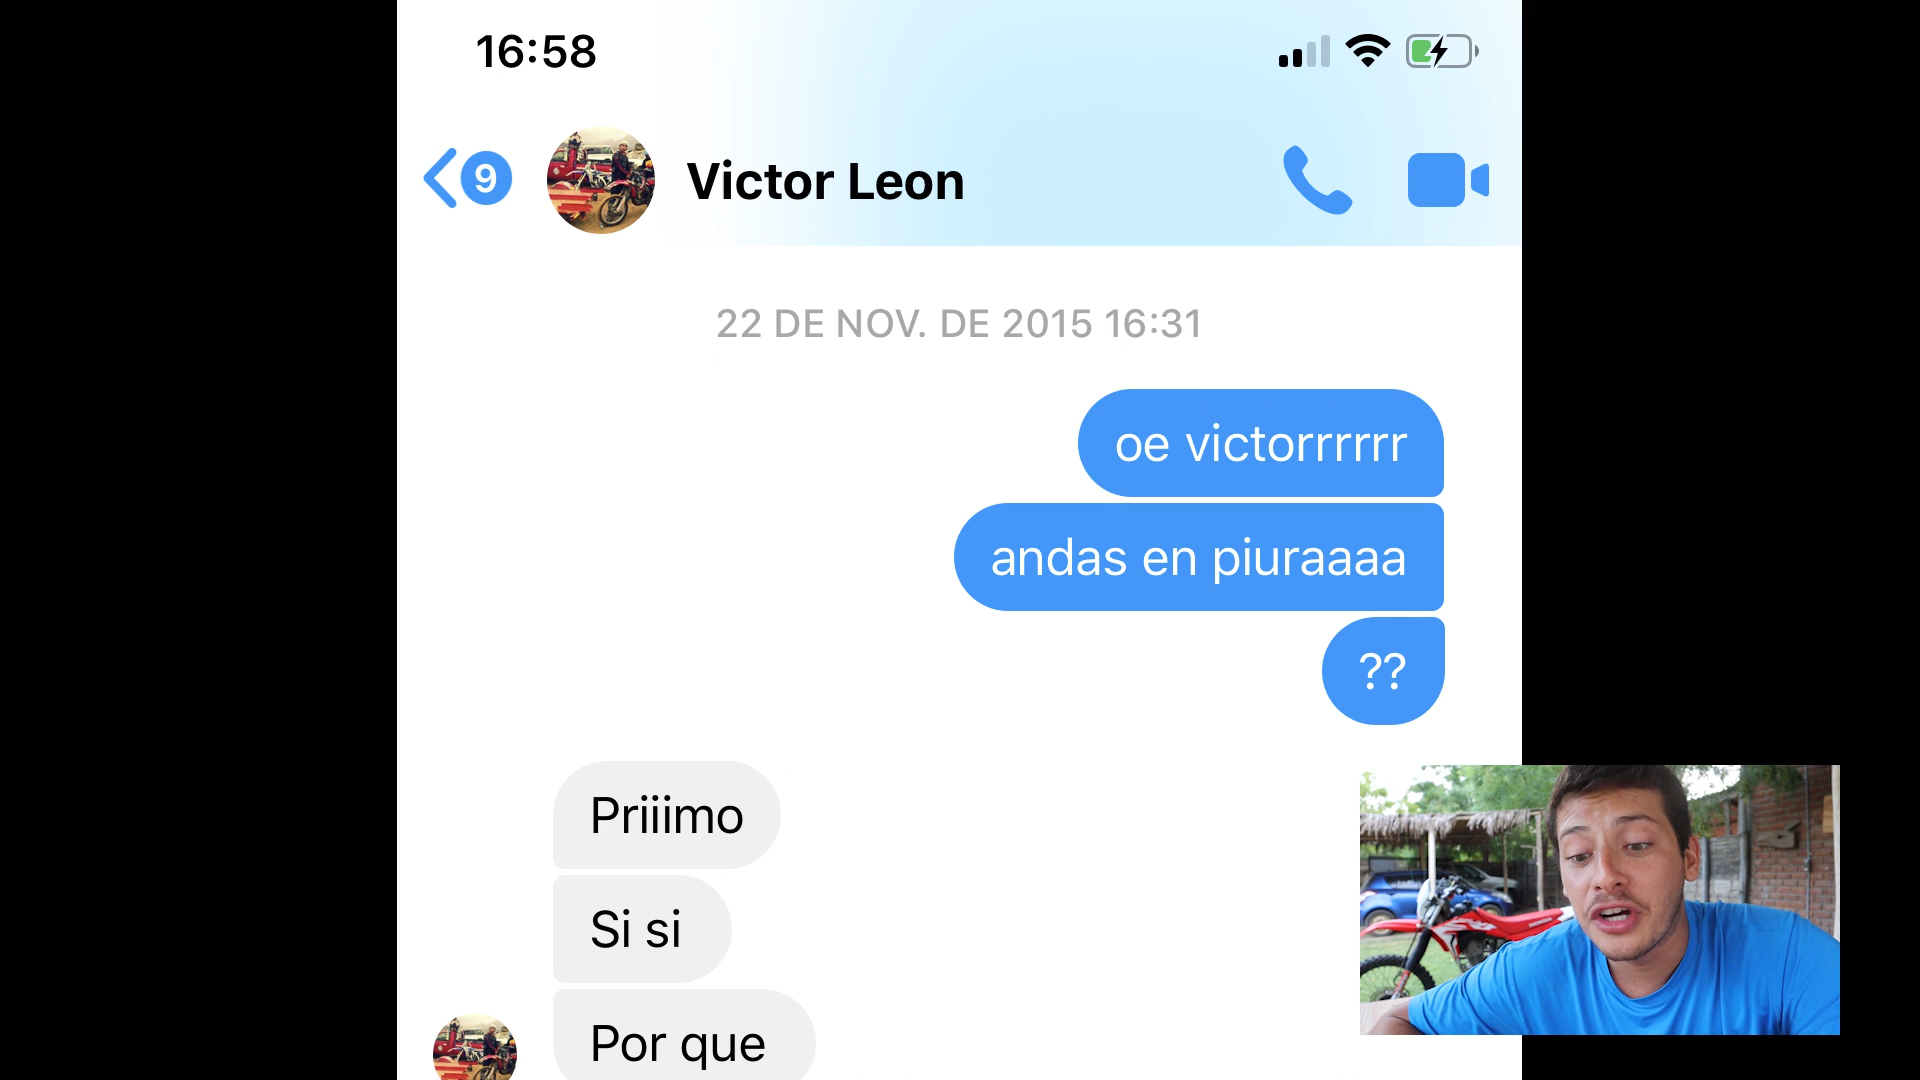 16:58
9
Victor Leon
22 DE NOV. DE 2015 16:31
oe victorrrrrr
andas en piuraaaa
??
Priiimo
Si si
Por que